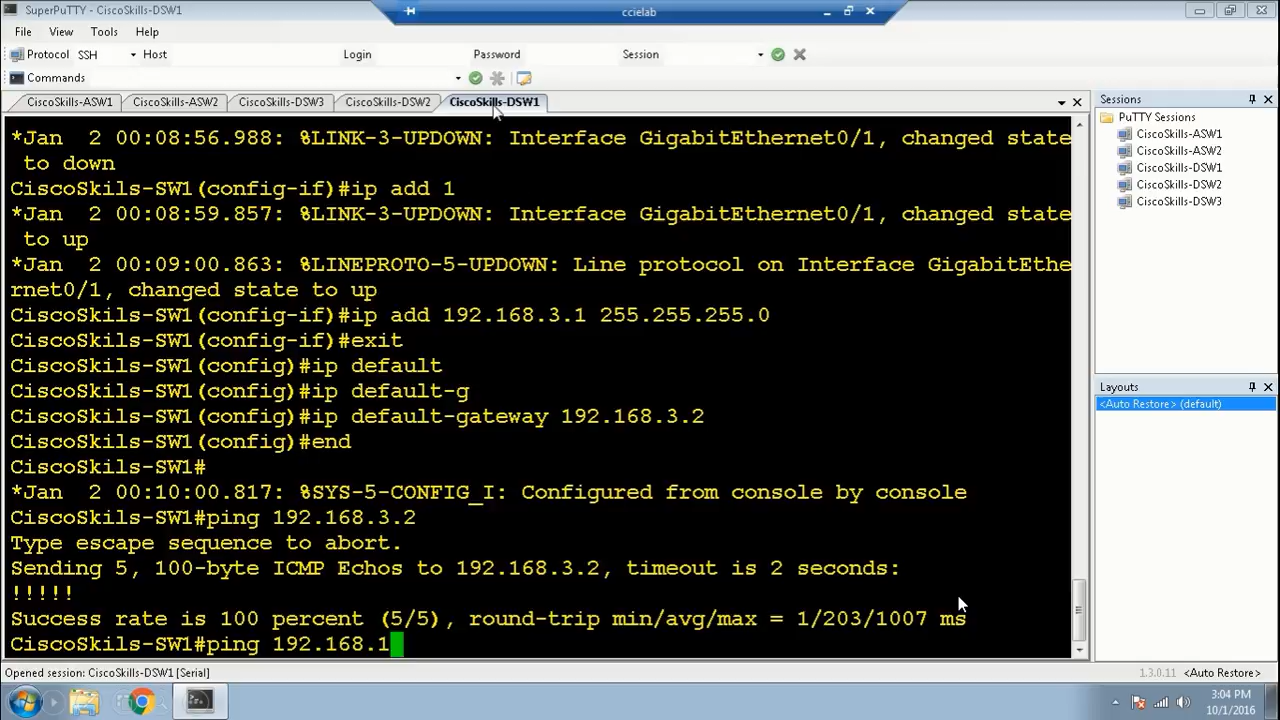 SuperPuTTY - CiscoSkills-DSW1
ccielab
File View Tools Help
Protocol SSH Host Login Password Session
Commands
CiscoSkills-ASW1 CiscoSkills-ASW2 CiscoSkills-DSW3 CiscoSkills-DSW2 CiscoSkills-DSW1
*Jan  2 00:08:56.988: %LINK-3-UPDOWN: Interface GigabitEthernet0/1, changed state
 to down
CiscoSkils-SW1(config-if)#ip add 1
*Jan  2 00:08:59.857: %LINK-3-UPDOWN: Interface GigabitEthernet0/1, changed state
 to up
*Jan  2 00:09:00.863: %LINEPROTO-5-UPDOWN: Line protocol on Interface GigabitEthe
rnet0/1, changed state to up
CiscoSkils-SW1(config-if)#ip add 192.168.3.1 255.255.255.0
CiscoSkils-SW1(config-if)#exit
CiscoSkils-SW1(config)#ip default
CiscoSkils-SW1(config)#ip default-g
CiscoSkils-SW1(config)#ip default-gateway 192.168.3.2
CiscoSkils-SW1(config)#end
CiscoSkils-SW1#
*Jan  2 00:10:00.817: %SYS-5-CONFIG_I: Configured from console by console
CiscoSkils-SW1#ping 192.168.3.2
Type escape sequence to abort.
Sending 5, 100-byte ICMP Echos to 192.168.3.2, timeout is 2 seconds:
!!!!!
Success rate is 100 percent (5/5), round-trip min/avg/max = 1/203/1007 ms
CiscoSkils-SW1#ping 192.168.1
Sessions
PuTTY Sessions
CiscoSkills-ASW1
CiscoSkills-ASW2
CiscoSkills-DSW1
CiscoSkills-DSW2
CiscoSkills-DSW3
Layouts
<Auto Restore> (default)
Opened session: CiscoSkills-DSW1 [Serial]
1.3.0.11 <Auto Restore>
3:04 PM
10/1/2016